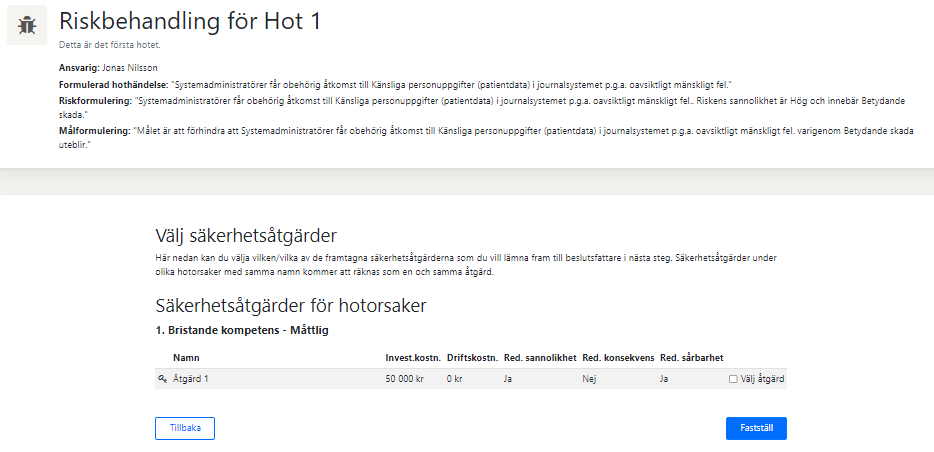 Riskbehandling för Hot 1
Detta är det första hotet.
Ansvarig: Jonas Nilsson
Formulerad hothändelse: "Systemadministratörer får obehörig åtkomst till Känsliga personuppgifter (patientdata) i journalsystemet p.g.a. oavsiktligt mänskligt fel."
Riskformulering: "Systemadministratörer får obehörig åtkomst till Känsliga personuppgifter (patientdata) i journalsystemet p.g.a. oavsiktligt mänskligt fel.. Riskens sannolikhet är Hög och innebär Betydande
skada."
Målformulering: "Målet är att förhindra att Systemadministratörer får obehörig åtkomst till Känsliga personuppgifter (patientdata) i journalsystemet p.g.a. oavsiktligt mänskligt fel. varigenom Betydande skada
uteblir."
Välj säkerhetsåtgärder
Här nedan kan du välja vilken/vilka av de framtagna säkerhetsåtgärderna som du vill lämna fram till beslutsfattare i nästa steg. Säkerhetsåtgärder under
olika hotorsaker med samma namn kommer att räknas som en och samma åtgärd.
Säkerhetsåtgärder för hotorsaker
1. Bristande kompetens - Måttlig
Namn Invest.kostn. Driftskostn. Red. sannolikhet Red. konsekvens Red. sårbarhet
Åtgärd 1 50 000 kr 0 kr Ja Nej Ja Välj åtgärd
Tillbaka Fastställ